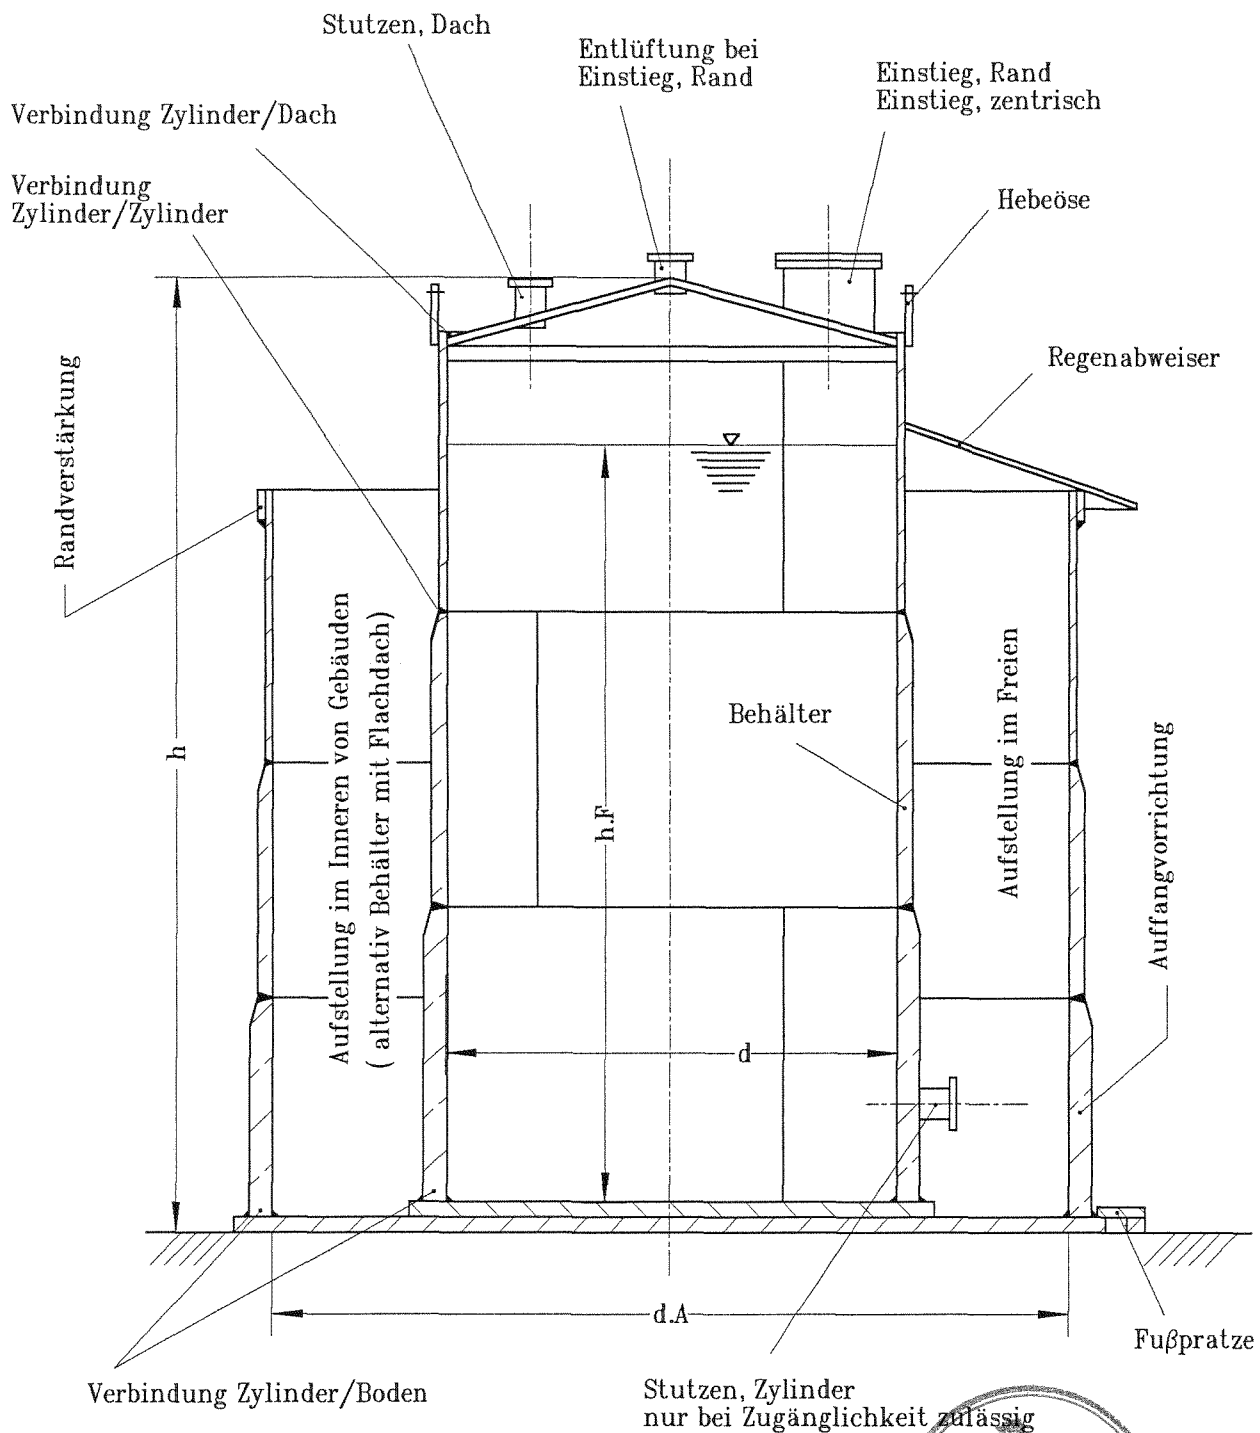 Stutzen, Dach
Entlüftung bei
Einstieg, Rand
Einstieg, Rand
Einstieg, zentrisch
Verbindung Zylinder/Dach
Verbindung
Zylinder/Zylinder
Hebeöse
Regenabweiser
Randverstärkung
Aufstellung im Inneren von Gebäuden
( alternativ Behälter mit Flachdach)
h
h.F
Behälter
Aufstellung im Freien
Auffangvorrichtung
d
d.A
Fußpratze
Verbindung Zylinder/Boden
Stutzen, Zylinder
nur bei Zugänglichkeit zulässig